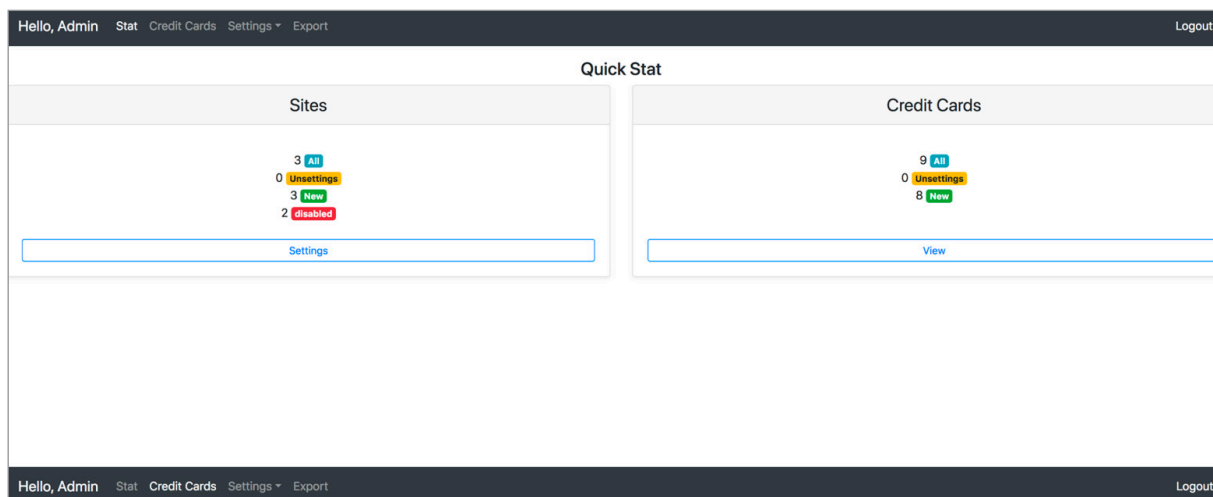 Hello, Admin Stat Credit Cards Settings Export Logout
Quick Stat
Sites
3 All
0 Unsettings
3 New
2 disabled
Settings
Credit Cards
9 All
0 Unsettings
8 New
View
Hello, Admin Stat Credit Cards Settings Export Logout